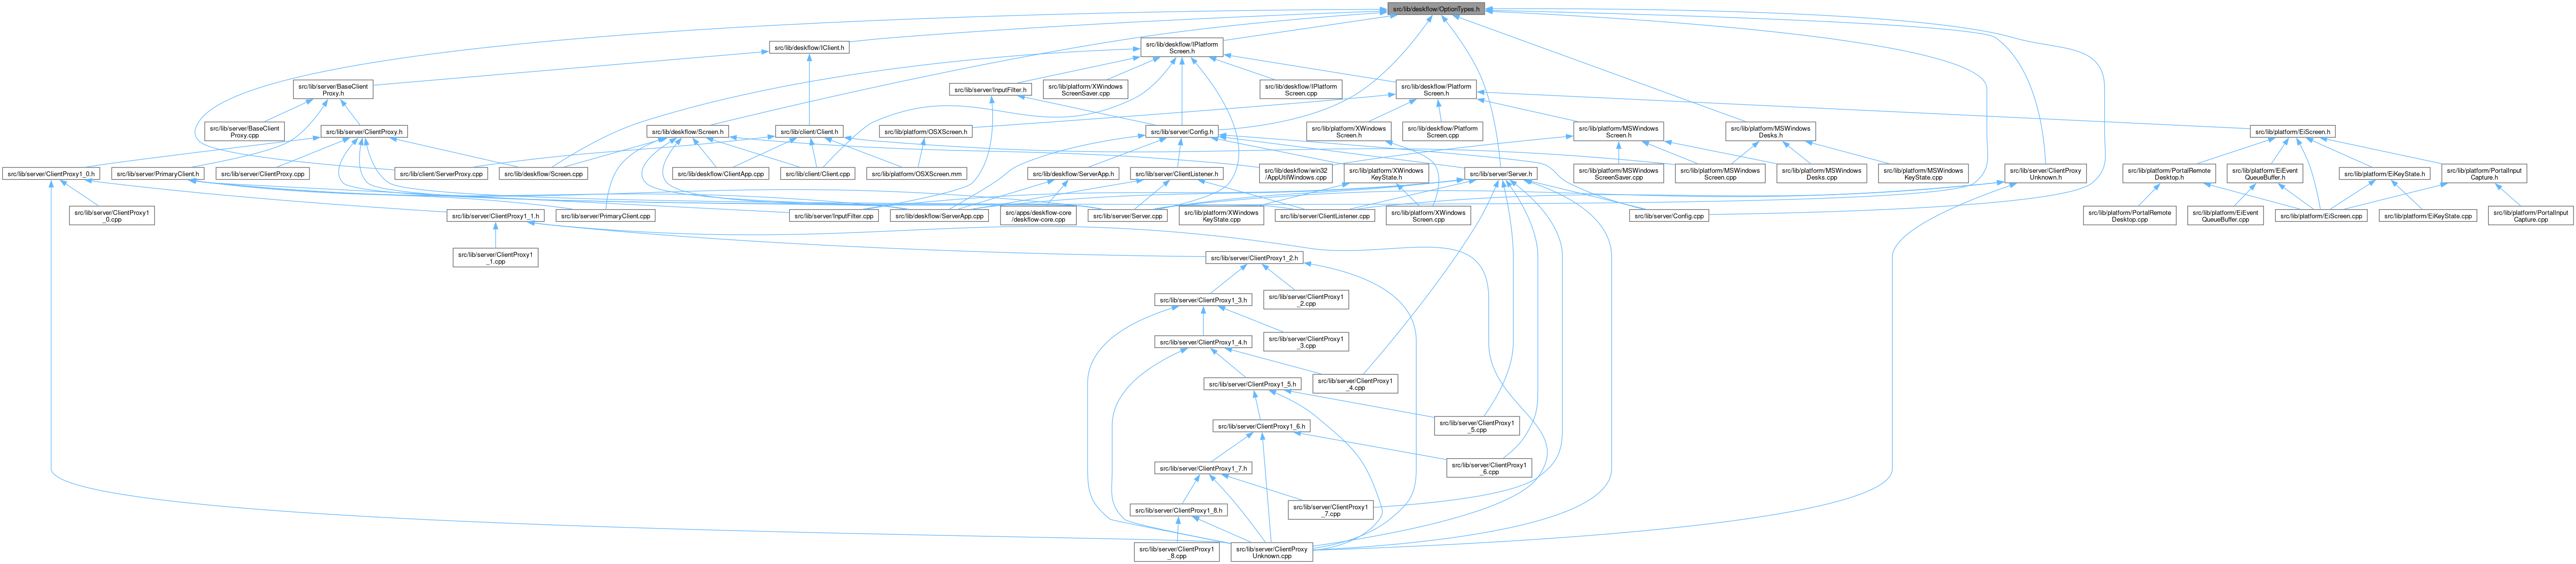 src/lib/deskflow/OptionTypes.h
src/lib/deskflow/IClient.h
src/lib/deskflow/IPlatform
Screen.h
src/lib/server/BaseClient
Proxy.h
src/lib/server/InputFilter.h
src/lib/platform/XWindows
ScreenSaver.cpp
src/lib/deskflow/IPlatform
Screen.cpp
src/lib/deskflow/Platform
Screen.h
src/lib/server/BaseClient
Proxy.cpp
src/lib/server/ClientProxy.h
src/lib/deskflow/Screen.h
src/lib/client/Client.h
src/lib/platform/OSXScreen.h
src/lib/server/Config.h
src/lib/platform/XWindows
Screen.h
src/lib/deskflow/Platform
Screen.cpp
src/lib/platform/MSWindows
Screen.h
src/lib/platform/MSWindows
Desks.h
src/lib/platform/EiScreen.h
src/lib/server/ClientProxy1_0.h
src/lib/server/PrimaryClient.h
src/lib/server/ClientProxy.cpp
src/lib/client/ServerProxy.cpp
src/lib/deskflow/Screen.cpp
src/lib/deskflow/ClientApp.cpp
src/lib/client/Client.cpp
src/lib/platform/OSXScreen.mm
src/lib/deskflow/ServerApp.h
src/lib/server/ClientListener.h
src/lib/deskflow/win32
/AppUtilWindows.cpp
src/lib/platform/XWindows
KeyState.h
src/lib/server/Server.h
src/lib/platform/MSWindows
ScreenSaver.cpp
src/lib/platform/MSWindows
Screen.cpp
src/lib/platform/MSWindows
Desks.cpp
src/lib/platform/MSWindows
KeyState.cpp
src/lib/server/ClientProxy
Unknown.h
src/lib/platform/PortalRemote
Desktop.h
src/lib/platform/EiEvent
QueueBuffer.h
src/lib/platform/EiKeyState.h
src/lib/platform/PortalInput
Capture.h
src/lib/server/ClientProxy1
_0.cpp
src/lib/server/ClientProxy1_1.h
src/lib/server/PrimaryClient.cpp
src/lib/server/InputFilter.cpp
src/lib/deskflow/ServerApp.cpp
src/apps/deskflow-core
/deskflow-core.cpp
src/lib/server/Server.cpp
src/lib/platform/XWindows
KeyState.cpp
src/lib/server/ClientListener.cpp
src/lib/platform/XWindows
Screen.cpp
src/lib/server/Config.cpp
src/lib/platform/PortalRemote
Desktop.cpp
src/lib/platform/EiEvent
QueueBuffer.cpp
src/lib/platform/EiScreen.cpp
src/lib/platform/EiKeyState.cpp
src/lib/platform/PortalInput
Capture.cpp
src/lib/server/ClientProxy1
_1.cpp
src/lib/server/ClientProxy1_2.h
src/lib/server/ClientProxy1_3.h
src/lib/server/ClientProxy1
_2.cpp
src/lib/server/ClientProxy1_4.h
src/lib/server/ClientProxy1
_3.cpp
src/lib/server/ClientProxy1_5.h
src/lib/server/ClientProxy1
_4.cpp
src/lib/server/ClientProxy1_6.h
src/lib/server/ClientProxy1
_5.cpp
src/lib/server/ClientProxy1_7.h
src/lib/server/ClientProxy1
_6.cpp
src/lib/server/ClientProxy1_8.h
src/lib/server/ClientProxy1
_7.cpp
src/lib/server/ClientProxy1
_8.cpp
src/lib/server/ClientProxy
Unknown.cpp